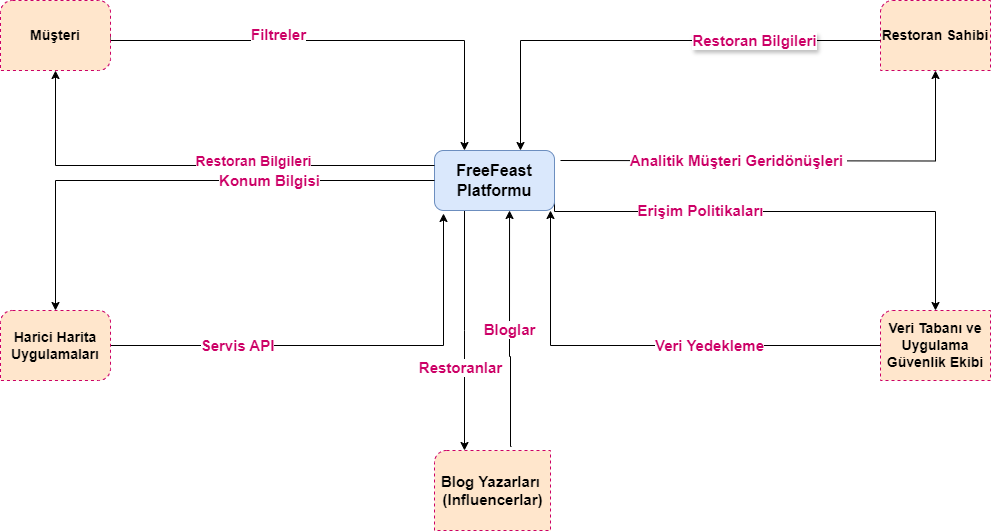 Müşteri
Filtreler
Restoran Bilgileri
Restoran Sahibi
Restoran Bilgileri
FreeFeast
Platformu
Analitik Müşteri Geridönüşleri
Konum Bilgisi
Erişim Politikaları
Harici Harita
Uygulamaları
Servis API
Bloglar
Restoranlar
Veri Yedekleme
Veri Tabanı ve
Uygulama
Güvenlik Ekibi
Blog Yazarları
(Influencerlar)